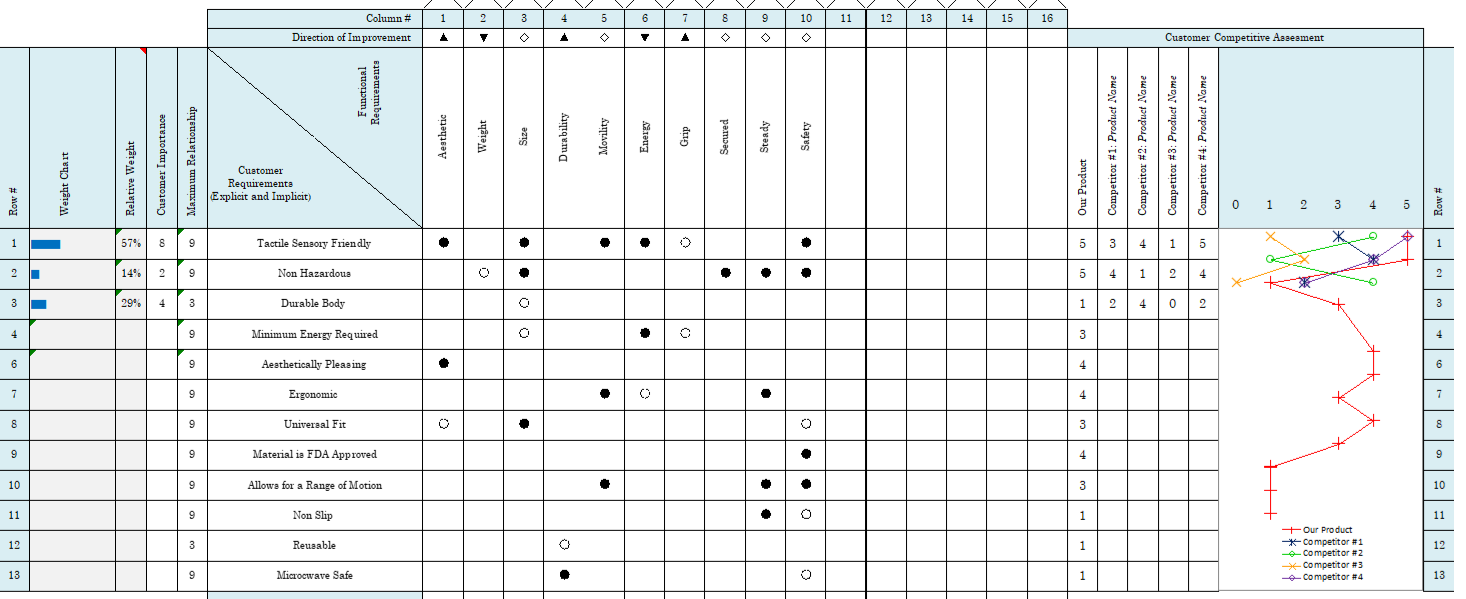 Column # 1 2 3 4 5 6 7 8 9 10 11 12 13 14 15 16
Direction of Improvement ▲ ▼ ◇ ▲ ◇ ▼ ▲ ◇ ◇ ◇
Customer Competitive Assesment
Row #
Weight Chart
Relative Weight
Customer Importance
Maximum Relationship
Functional
Requirements
Customer
Requirements
(Explicit and Implicit)
Aesthetic
Weight
Size
Durability
Movility
Energy
Grip
Secured
Steady
Safety
Our Product
Competitor #1: Product Name
Competitor #2: Product Name
Competitor #3: Product Name
Competitor #4: Product Name
0 1 2 3 4 5
Row #
1 57% 8 9 Tactile Sensory Friendly ● ● ● ● ○ ● 5 3 4 1 5 1
2 14% 2 9 Non Hazardous ○ ● ● ● ● 5 4 1 2 4 2
3 29% 4 3 Durable Body ○ 1 2 4 0 2 3
4 9 Minimum Energy Required ○ ● ○ 3 4
6 9 Aesthetically Pleasing ● 4 6
7 9 Ergonomic ● ○ ● 4 7
8 9 Universal Fit ○ ● ○ 3 8
9 9 Material is FDA Approved ● 4 9
10 9 Allows for a Range of Motion ● ● ● 3 10
11 9 Non Slip ● ○ 1 11
12 3 Reusable ○ 1 12
13 9 Microwave Safe ● ○ 1 13
Our Product
Competitor #1
Competitor #2
Competitor #3
Competitor #4